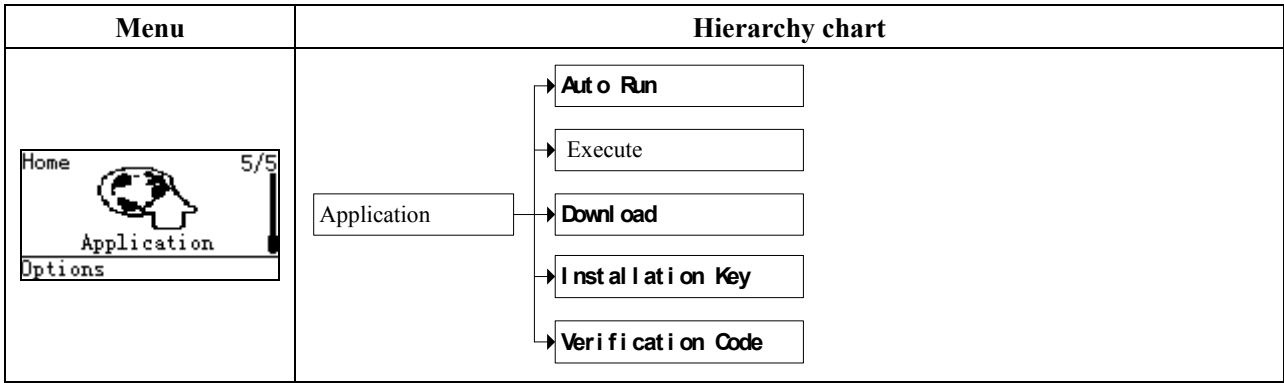 Menu
Hierarchy chart
Home 5/5
Application
Options
Application
Auto Run
Execute
Download
Installation Key
Verification Code